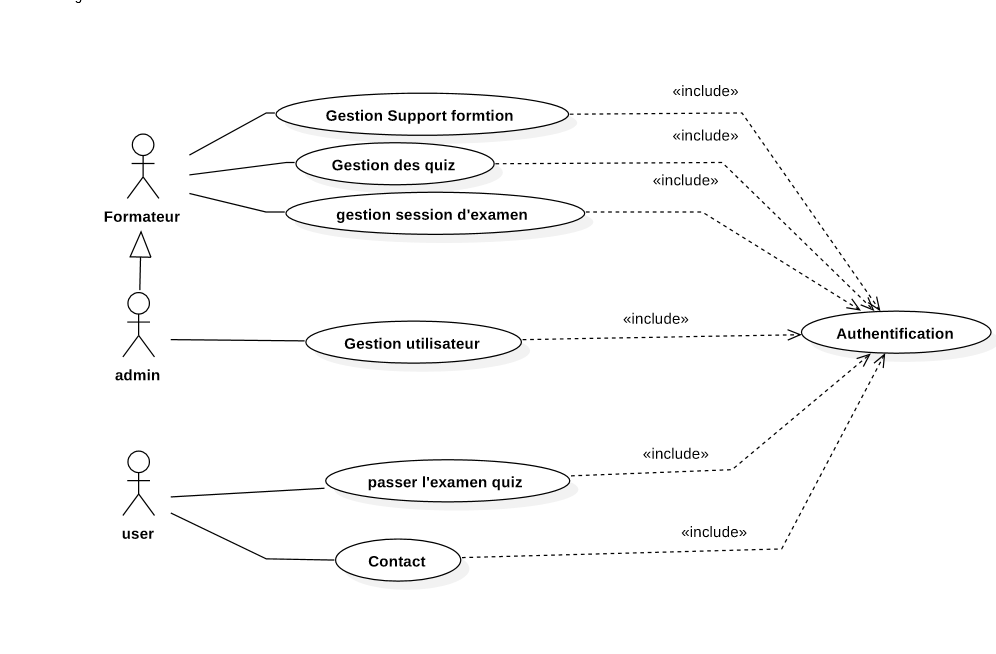 «include»
Gestion Support formtion
«include»
Gestion des quiz
«include»
gestion session d'examen
Formateur
«include»
Authentification
Gestion utilisateur
admin
«include»
passer l'examen quiz
user
«include»
Contact